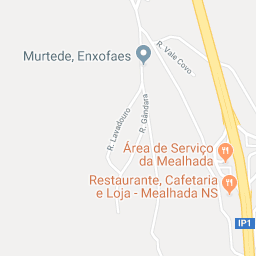 R. Vale Covo
Murtede, Enxofaes
R. Lavadouro
R. Gândara
Área de Serviço
da Mealhada
Restaurante, Cafetaria
e Loja - Mealhada NS
IP1